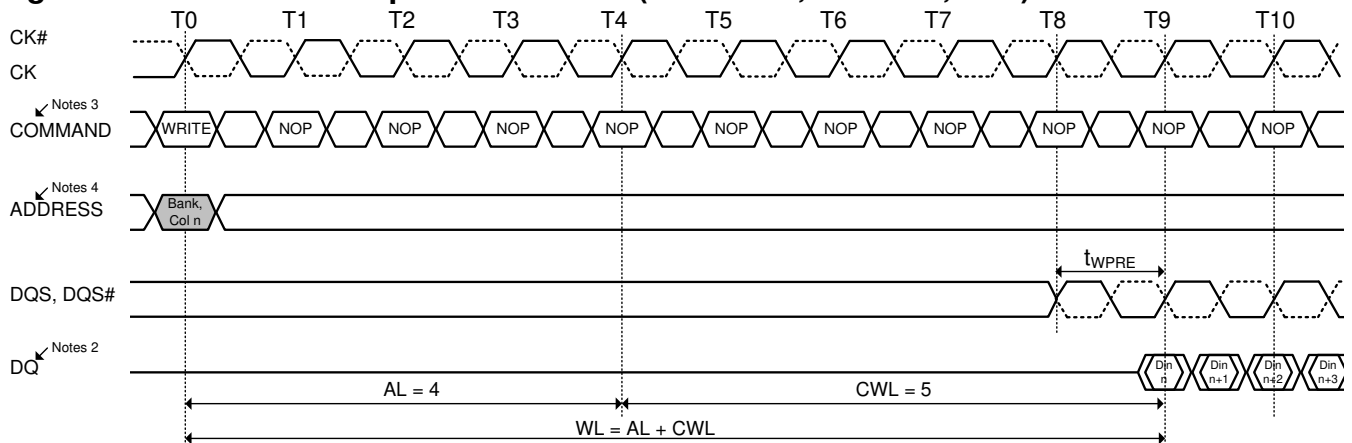 T0 T1 T2 T3 T4 T5 T6 T7 T8 T9 T10
CK#
CK
Notes 3
COMMAND WRITE NOP NOP NOP NOP NOP NOP NOP NOP NOP NOP
Notes 4
ADDRESS
Bank,
Col n
tWPRE
DQS, DQS#
Notes 2
DQ
Din
n
Din
n+1
Din
n+2
Din
n+3
AL = 4 CWL = 5
WL = AL + CWL